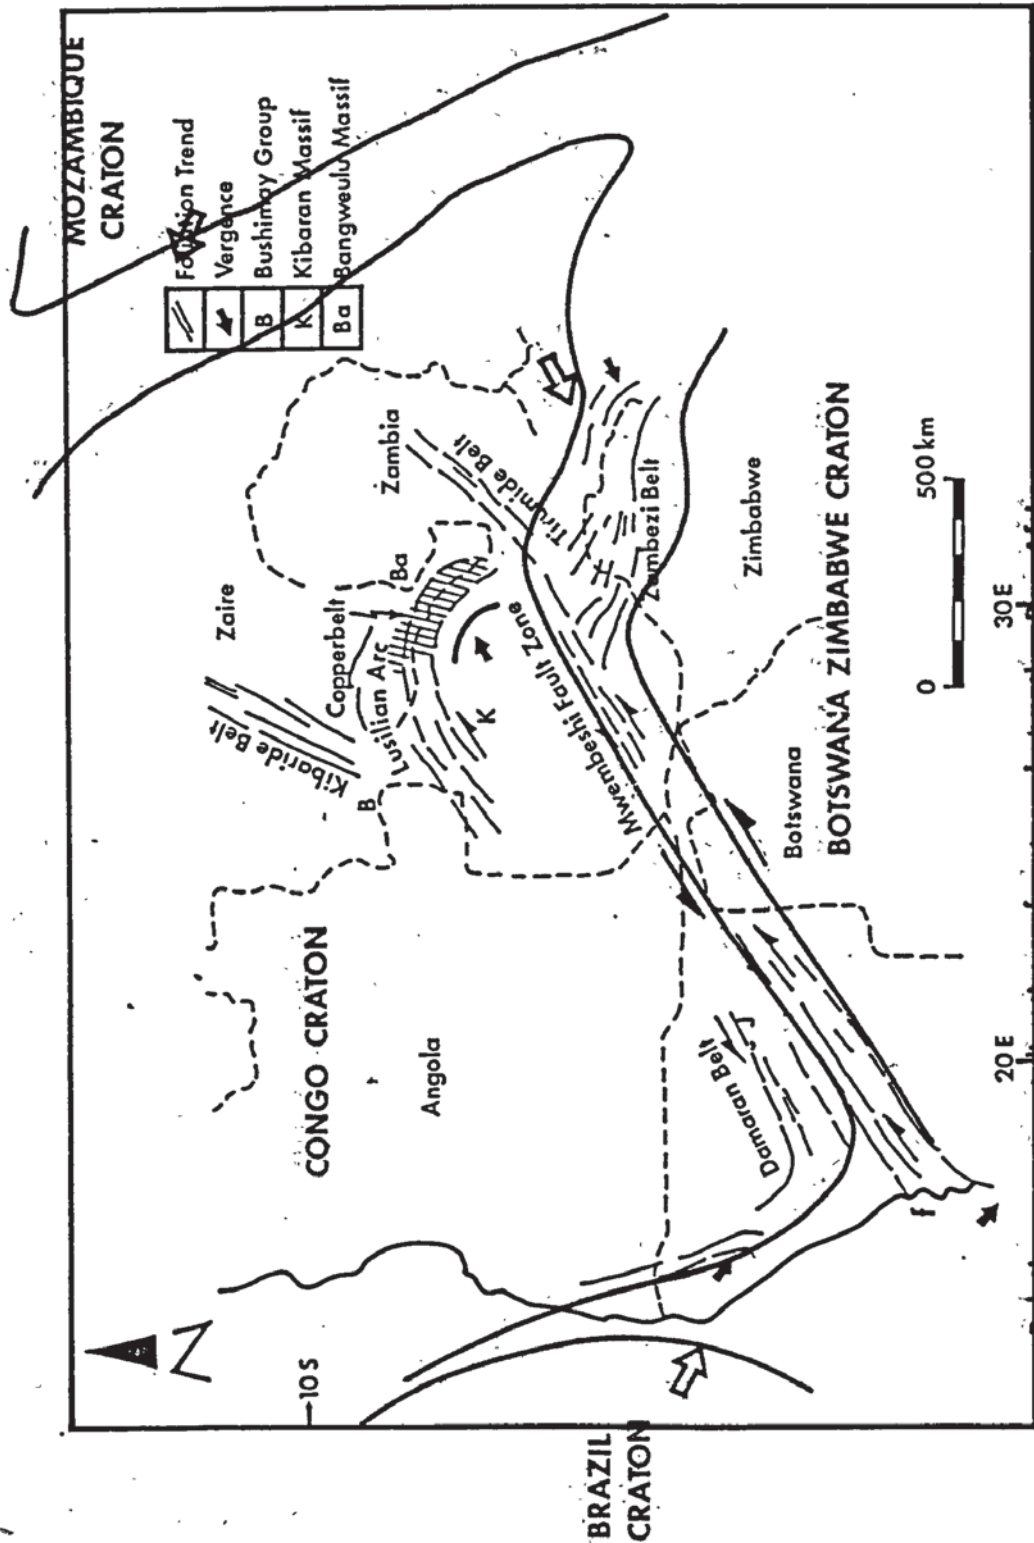 MOZAMBIQUE
CRATON
Foliation Trend
Vergence
B Bushimay Group
K Kibaran Massif
Ba Bangweulu Massif
Zambia
Tirumide Belt
Zaire
Ba
Copperbelt
Lusilian Arc
Kibaride Belt
B
K
Mwembeshi Fault Zone
Zambezi Belt
Zimbabwe
CONGO CRATON
Angola
Botswana
BOTSWANA ZIMBABWE CRATON
Damaran Belt
f
N
10 S
BRAZIL
CRATON
0 500 km
20 E
30 E